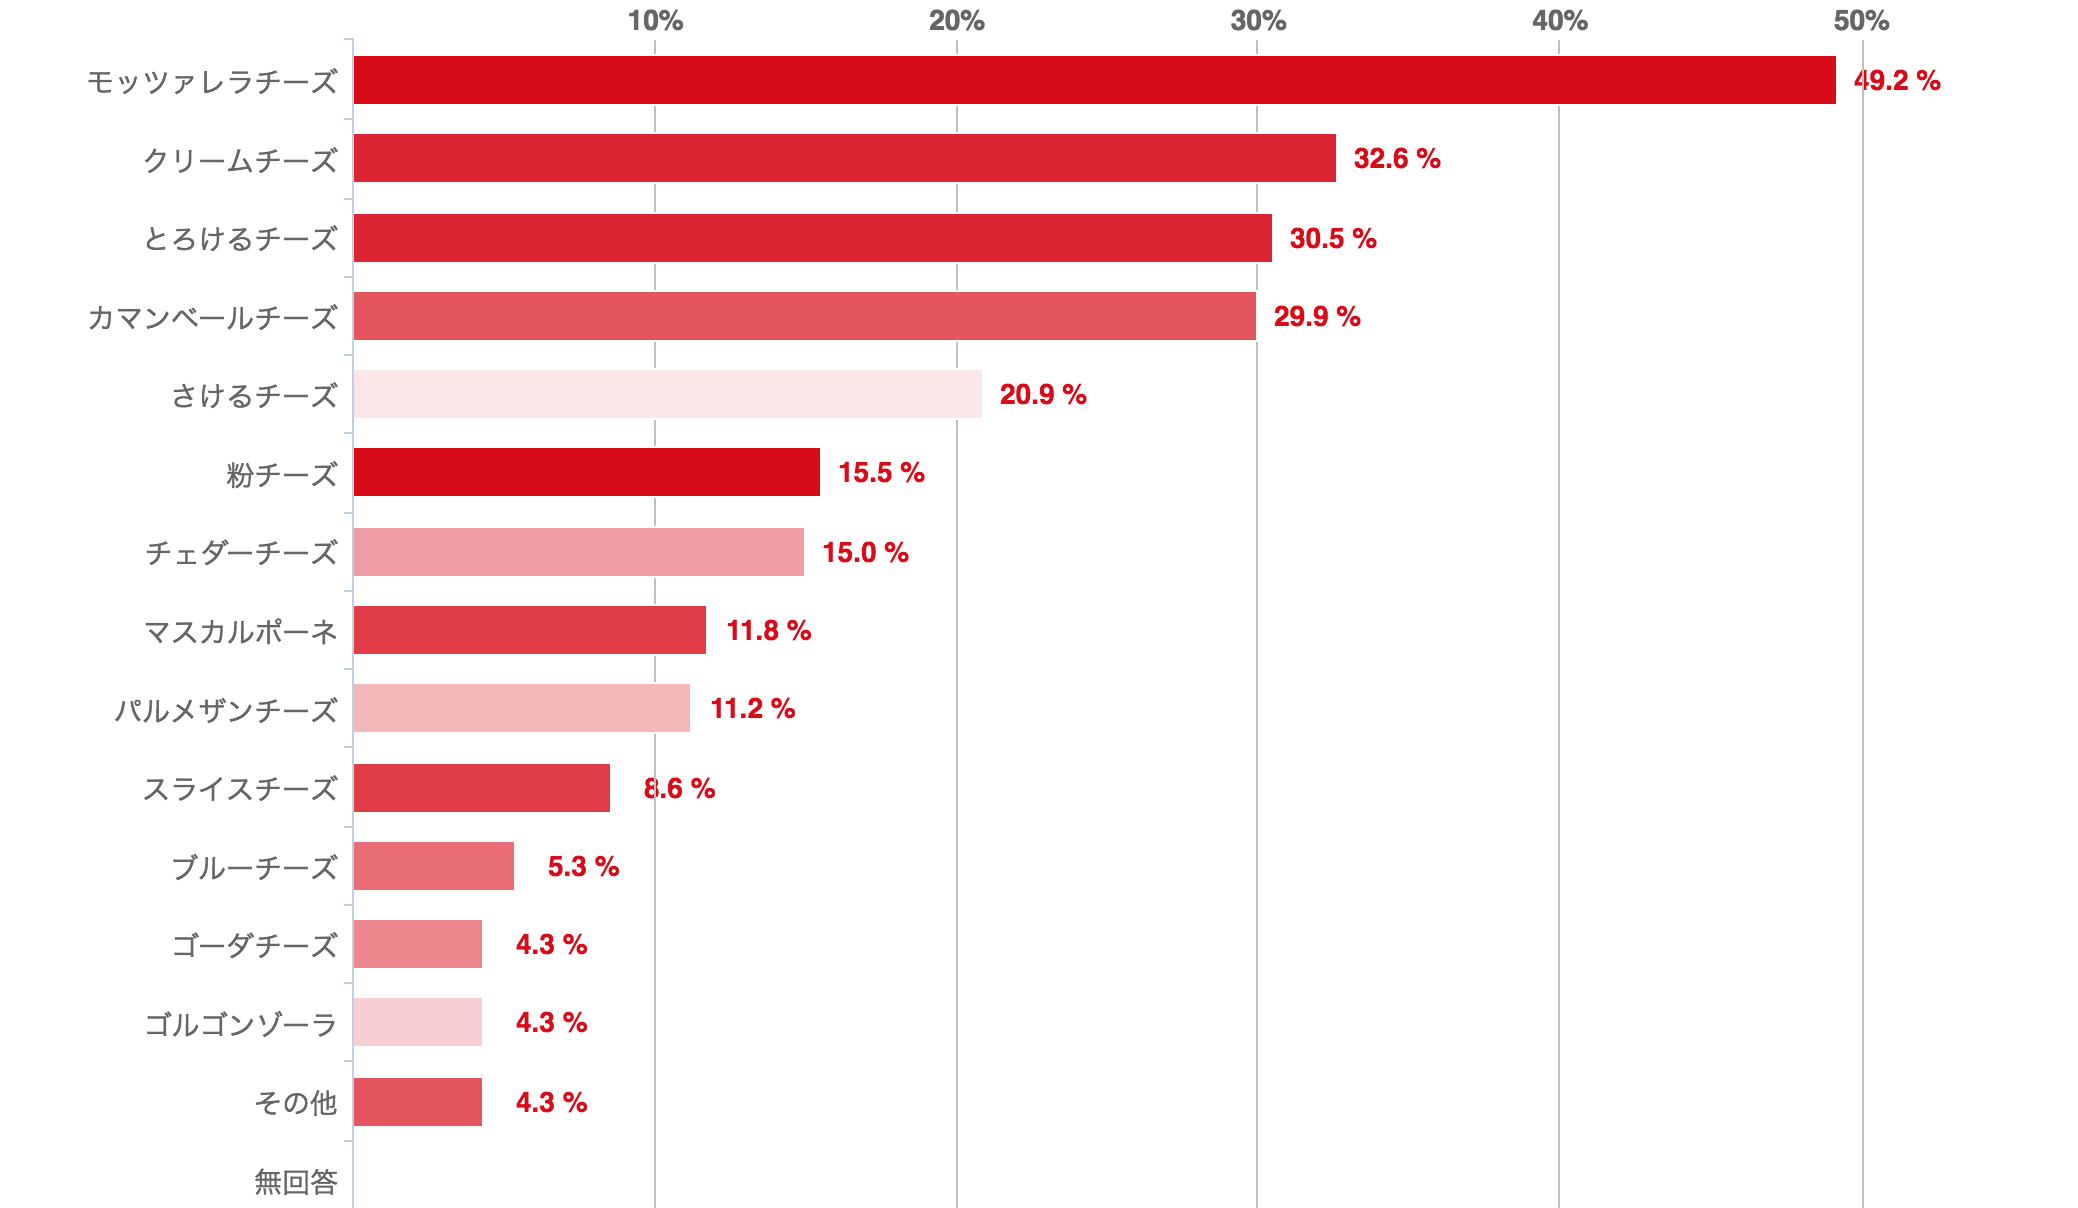 10% 20% 30% 40% 50%
モッツァレラチーズ 49.2 %
クリームチーズ 32.6 %
とろけるチーズ 30.5 %
カマンベールチーズ 29.9 %
さけるチーズ 20.9 %
粉チーズ 15.5 %
チェダーチーズ 15.0 %
マスカルポーネ 11.8 %
パルメザンチーズ 11.2 %
スライスチーズ 8.6 %
ブルーチーズ 5.3 %
ゴーダチーズ 4.3 %
ゴルゴンゾーラ 4.3 %
その他 4.3 %
無回答